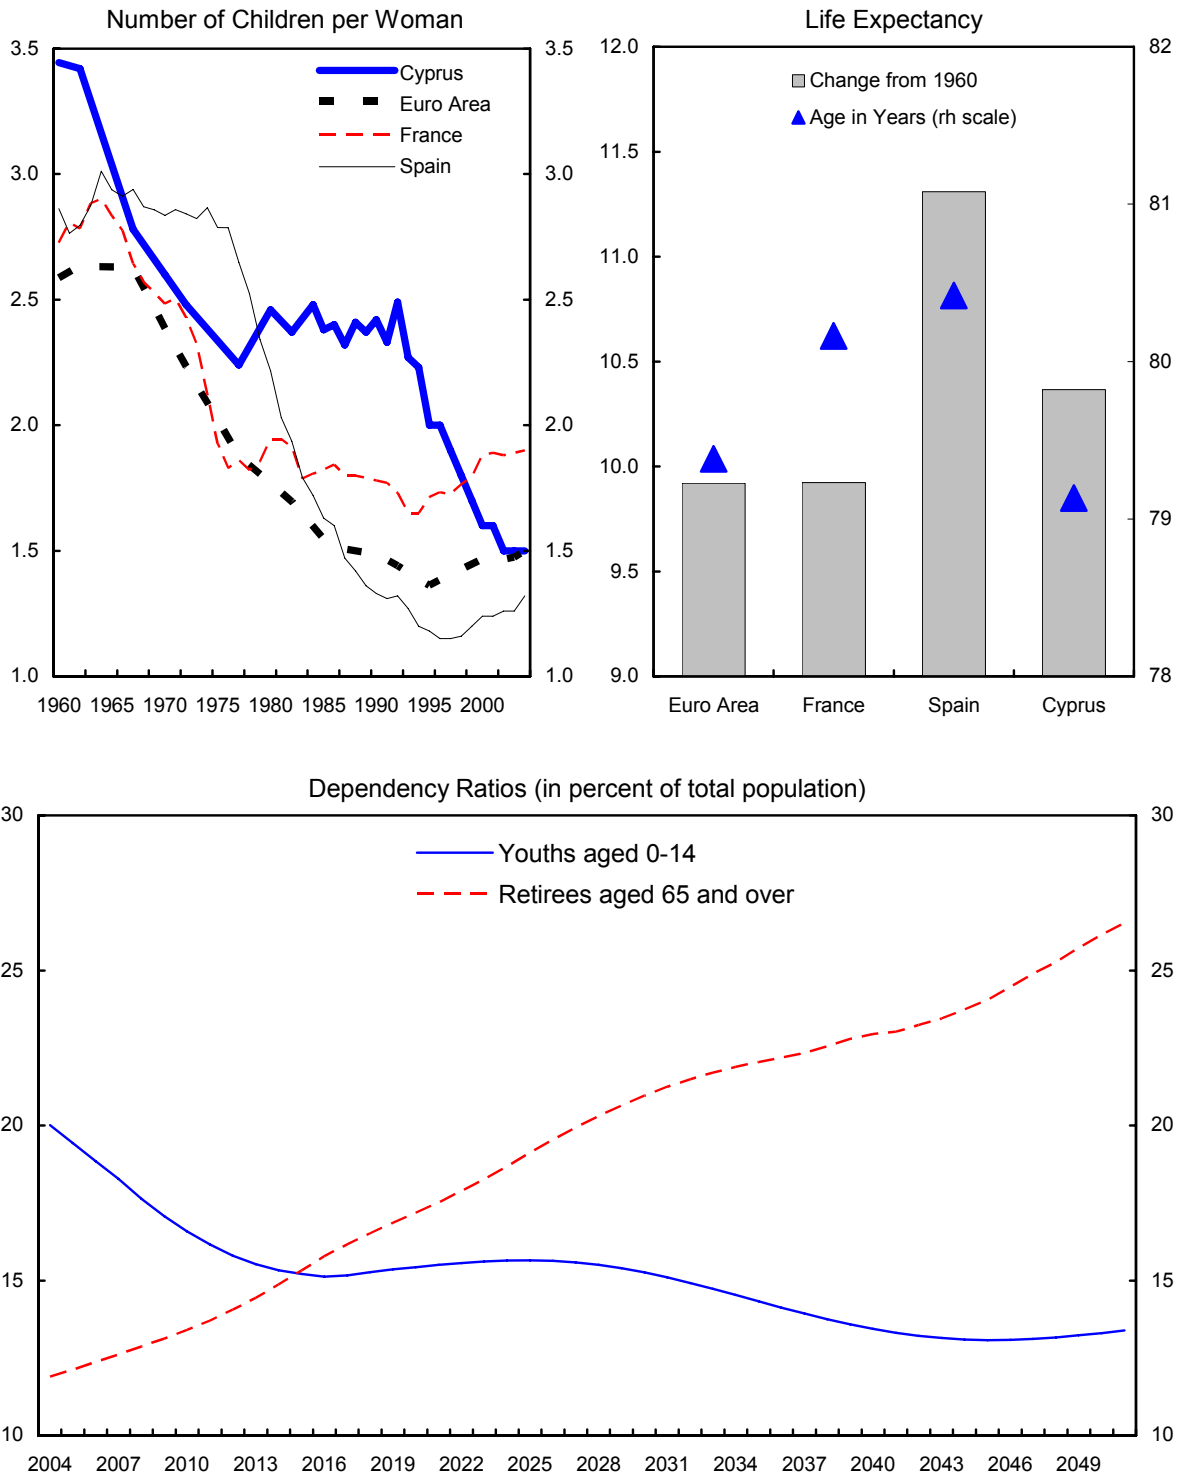 Number of Children per Woman
3.5
3.0
2.5
2.0
1.5
1.0
Cyprus
Euro Area
France
Spain
3.5
3.0
2.5
2.0
1.5
1.0
1960 1965 1970 1975 1980 1985 1990 1995 2000
Life Expectancy
12.0
11.5
11.0
10.5
10.0
9.5
9.0
Change from 1960
Age in Years (rh scale)
82
81
80
79
78
Euro Area France Spain Cyprus
Dependency Ratios (in percent of total population)
30
25
20
15
10
Youths aged 0-14
Retirees aged 65 and over
30
25
20
15
10
2004 2007 2010 2013 2016 2019 2022 2025 2028 2031 2034 2037 2040 2043 2046 2049